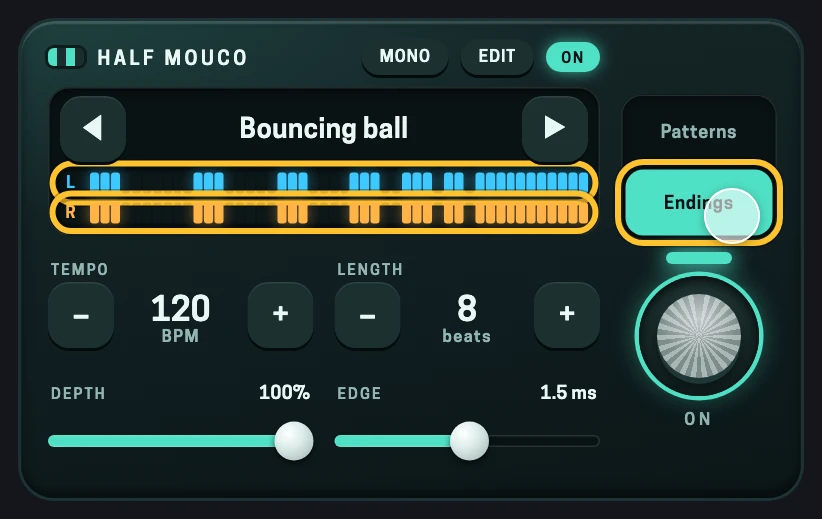 HALF MOUCO
MONO
EDIT
ON
Bouncing ball
L
R
Patterns
Endings
TEMPO
LENGTH
− 120 +
BPM
− 8 +
beats
DEPTH 100%
EDGE 1.5 ms
ON